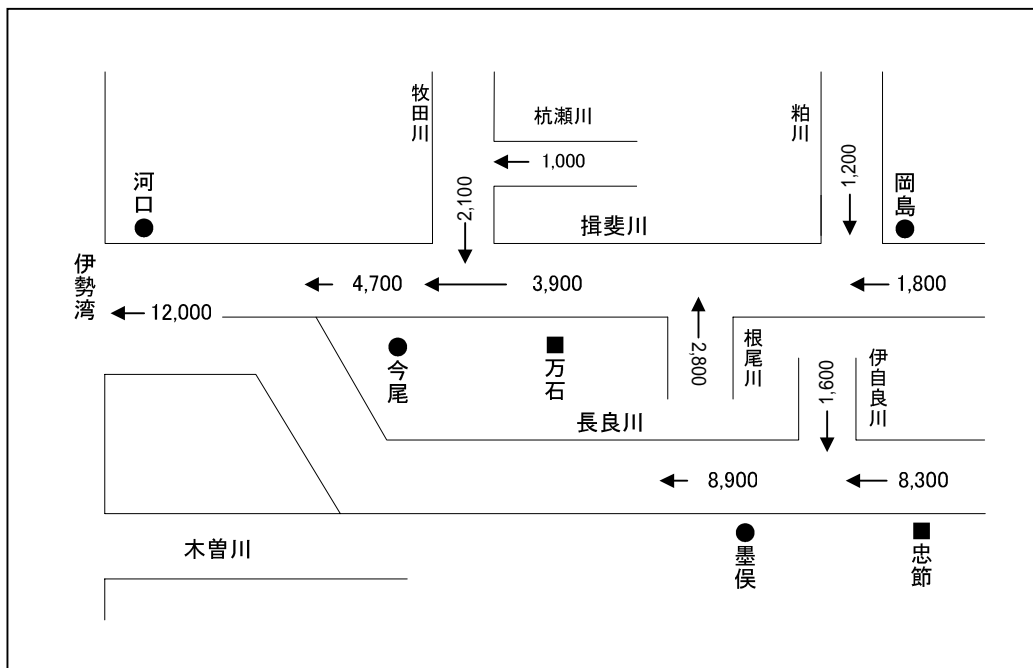 牧田川
杭瀬川
粕川
1,000
2,100
1,200
河口
岡島
揖斐川
伊勢湾
4,700
3,900
1,800
12,000
今尾
万石
2,800
根尾川
1,600
伊自良川
長良川
8,900
8,300
木曽川
墨俣
忠節